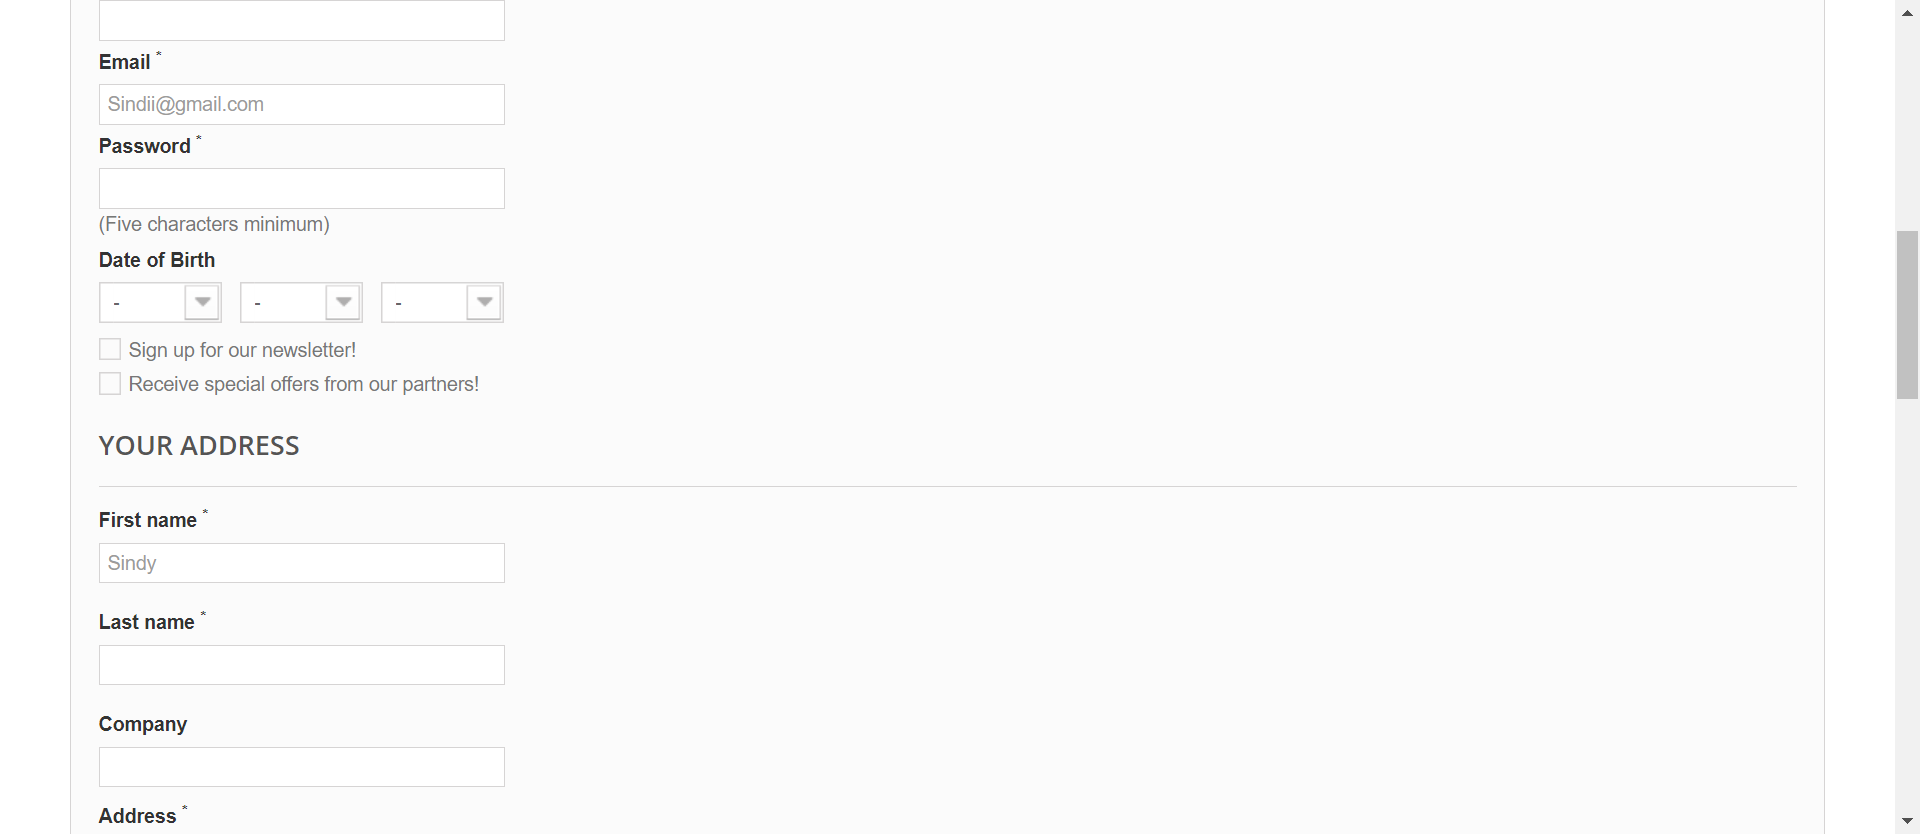 Email *
Sindii@gmail.com
Password *
(Five characters minimum)
Date of Birth
- - -
Sign up for our newsletter!
Receive special offers from our partners!
YOUR ADDRESS
First name *
Sindy
Last name *
Company
Address *